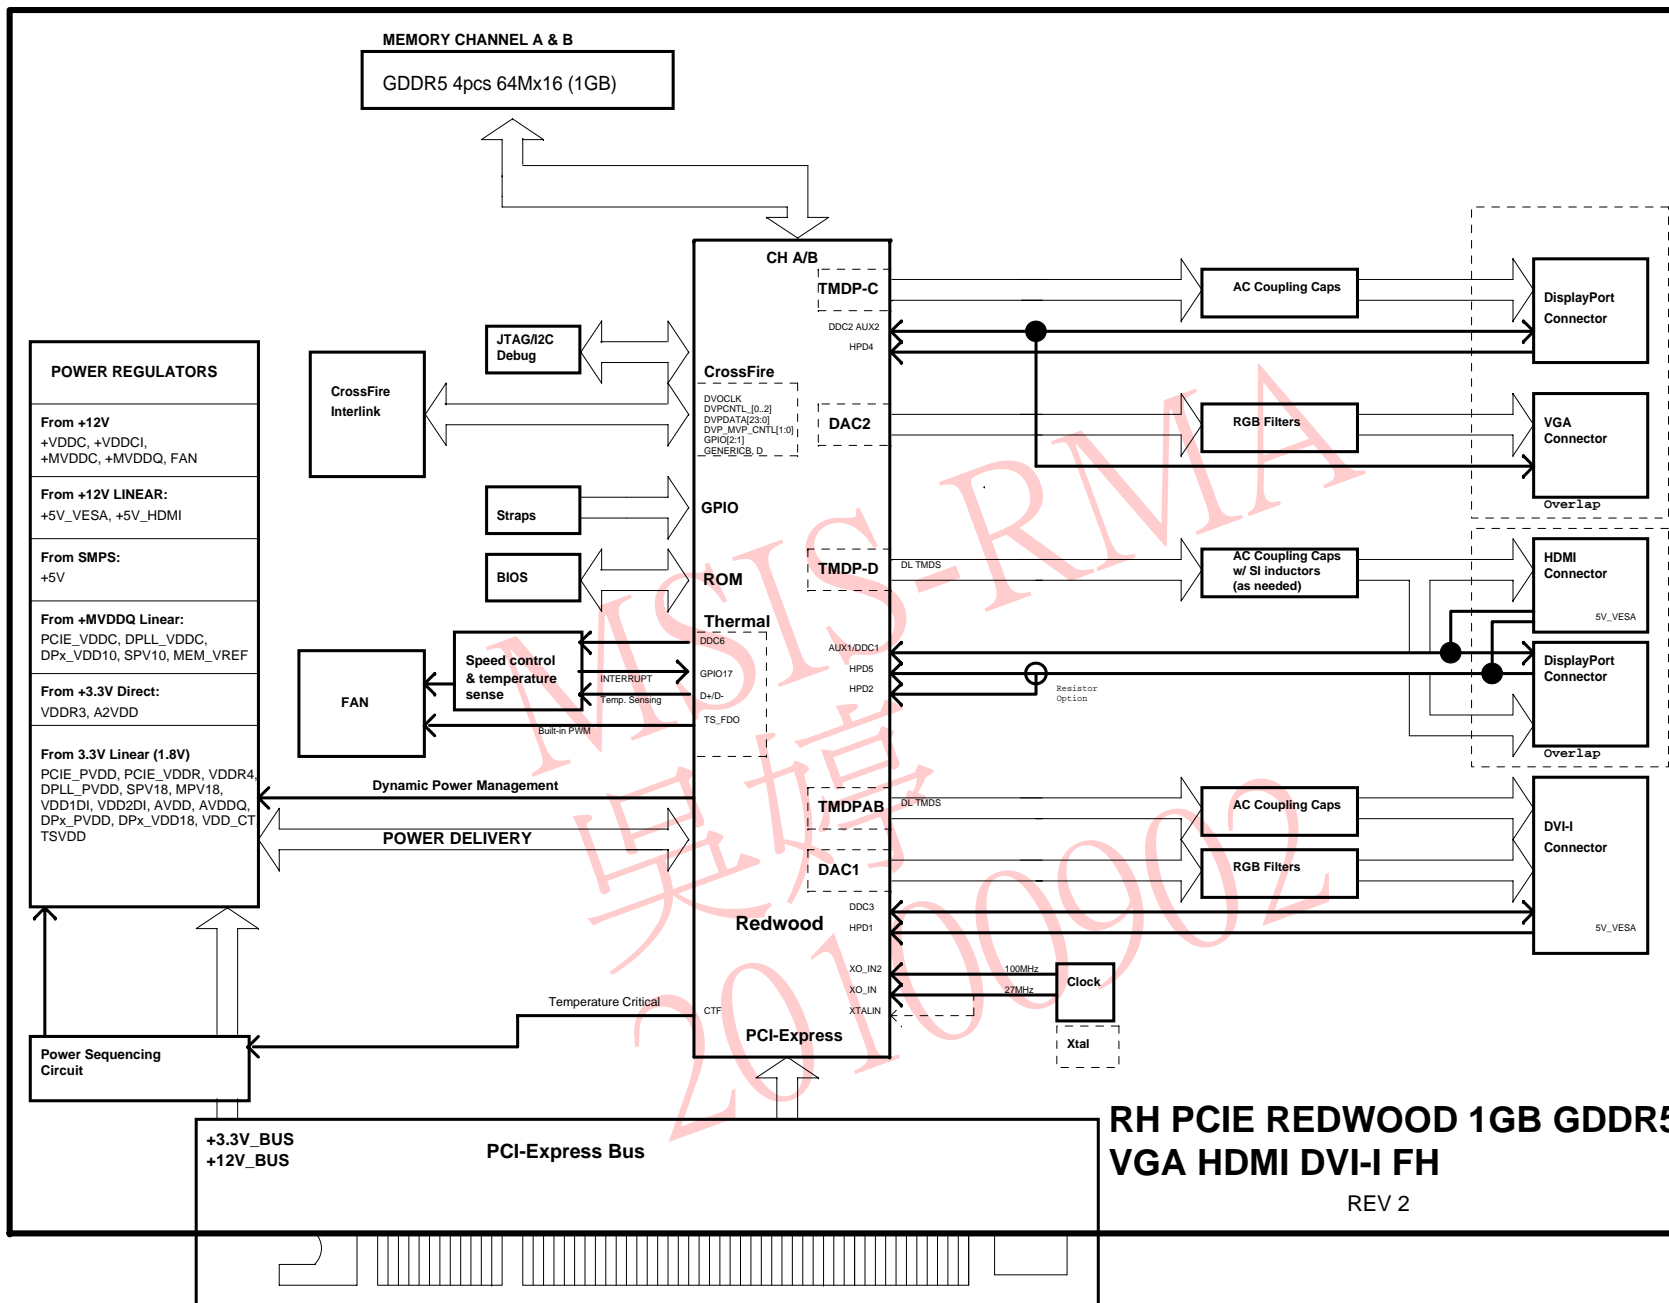 MEMORY CHANNEL A & B
GDDR5 4pcs 64Mx16 (1GB)
CH A/B
TMDP-C
DDC2 AUX2
HPD4
AC Coupling Caps
DisplayPort
Connector
JTAG/I2C
Debug
CrossFire
Interlink
CrossFire
DVOCLK
DVPCNTL_[0..2]
DVPDATA[23:0]
DVP_MVP_CNTL[1:0]
GPIO[2:1]
GENERICB, D
DAC2
RGB Filters
VGA
Connector
Overlap
POWER REGULATORS
From +12V
+VDDC, +VDDCI,
+MVDDC, +MVDDQ, FAN
From +12V LINEAR:
+5V_VESA, +5V_HDMI
From SMPS:
+5V
From +MVDDQ Linear:
PCIE_VDDC, DPLL_VDDC,
DPx_VDD10, SPV10, MEM_VREF
From +3.3V Direct:
VDDR3, A2VDD
From 3.3V Linear (1.8V)
PCIE_PVDD, PCIE_VDDR, VDDR4,
DPLL_PVDD, SPV18, MPV18,
VDD1DI, VDD2DI, AVDD, AVDDQ,
DPx_PVDD, DPx_VDD18, VDD_CT
TSVDD
Straps
GPIO
BIOS
ROM
TMDP-D
DL TMDS
AC Coupling Caps
w/ SI inductors
(as needed)
HDMI
Connector
5V_VESA
Thermal
DDC6
GPIO17
D+/D-
TS_FDO
Speed control
& temperature
sense
INTERRUPT
Temp. Sensing
Built-in PWM
FAN
AUX1/DDC1
HPD5
HPD2
Resistor
Option
DisplayPort
Connector
Overlap
Dynamic Power Management
POWER DELIVERY
TMDPAB
DL TMDS
AC Coupling Caps
DAC1
RGB Filters
DVI-I
Connector
5V_VESA
Redwood
DDC3
HPD1
XO_IN2
XO_IN
XTALIN
100MHz
27MHz
Clock
Xtal
Temperature Critical
CTF
PCI-Express
Power Sequencing
Circuit
+3.3V_BUS
+12V_BUS
PCI-Express Bus
RH PCIE REDWOOD 1GB GDDR5
VGA HDMI DVI-I FH
REV 2
MSIS-RMA
吳婷
20100902